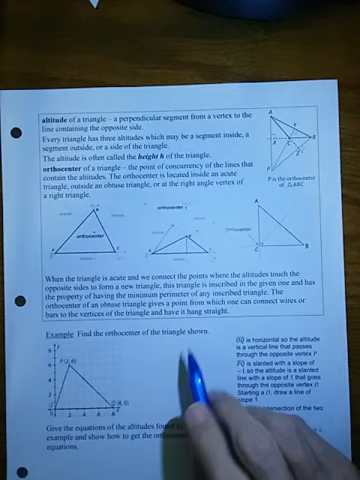 altitude of a triangle – a perpendicular segment from a vertex to the
line containing the opposite side.
Every triangle has three altitudes which may be a segment inside, a
segment outside, or a side of the triangle.
The altitude is often called the height h of the triangle.
orthocenter of a triangle – the point of concurrency of the lines that
contain the altitudes. The orthocenter is located inside an acute
triangle, outside an obtuse triangle, or at the right angle vertex of
a right triangle.
A
Y
X
C
B
Z
P
P is the orthocenter
of △ABC
orthocenter
orthocenter
A
Orthocenter
C
B
When the triangle is acute and we connect the points where the altitudes touch the
opposite sides to form a new triangle, this triangle is inscribed in the given one and has
the property of having the minimum perimeter of any inscribed triangle. The
orthocenter of an obtuse triangle gives a point from which one can connect wires or
bars to the vertices of the triangle and have it hang straight.
Example Find the orthocenter of the triangle shown.
P (2, 6)
Q (8, 0)
OQ is horizontal so the altitude
is a vertical line that passes
through the opposite vertex P
PQ is slanted with a slope of
-1 so the altitude is a slanted
line with a slope of 1 that goes
through the opposite vertex O.
Starting at O, draw a line of
slope 1.
intersection of the two
Give the equations of the altitudes found
example and show how to get the
equations.